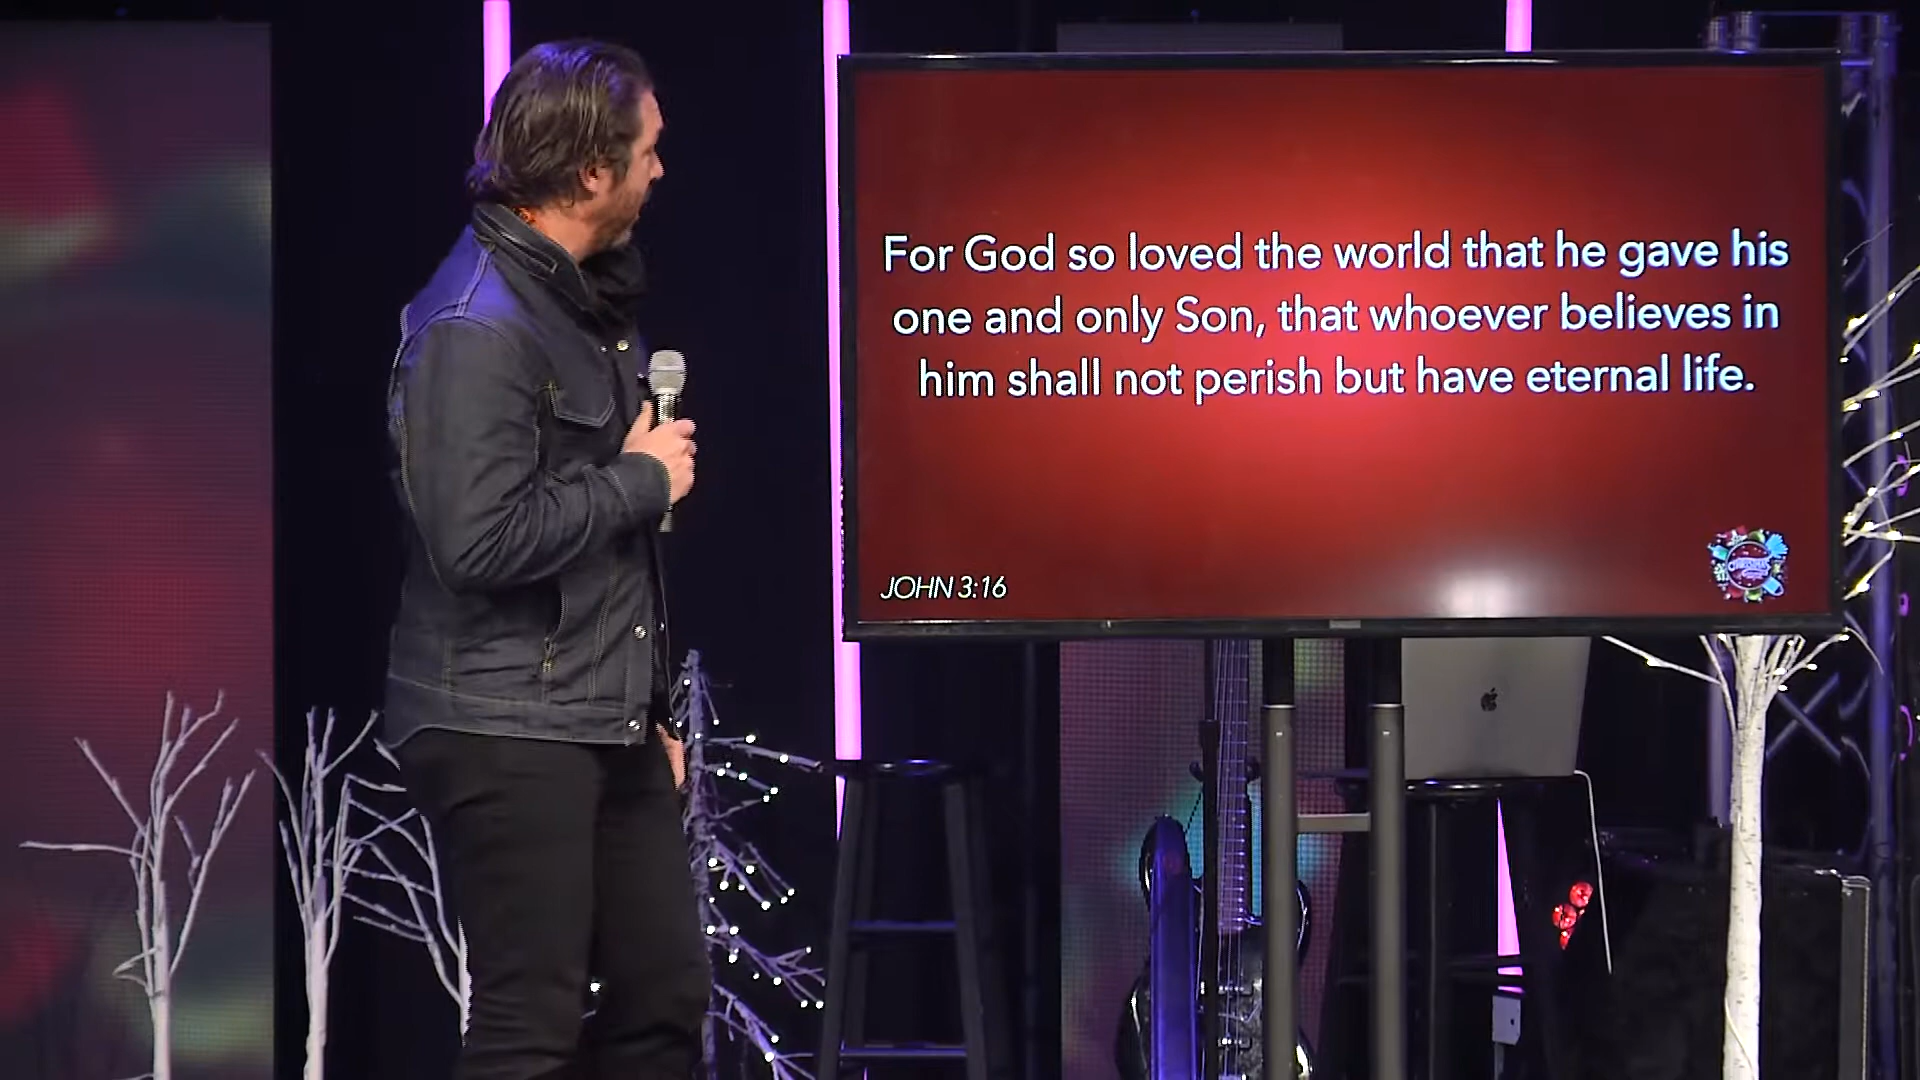 For God so loved the world that he gave his
one and only Son, that whoever believes in
him shall not perish but have eternal life.
JOHN 3:16
CHRISTMAS